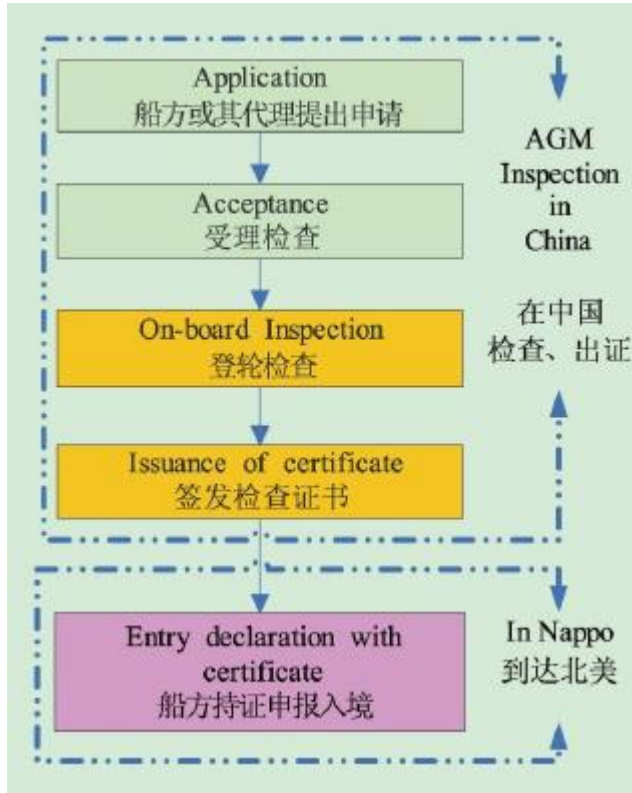 Application
船方或其代理提出申请
Acceptance
受理检查
On-board Inspection
登轮检查
Issuance of certificate
签发检查证书
AGM
Inspection
in
China
在中国
检查、出证
Entry declaration with
certificate
船方持证申报入境
In Nappo
到达北美